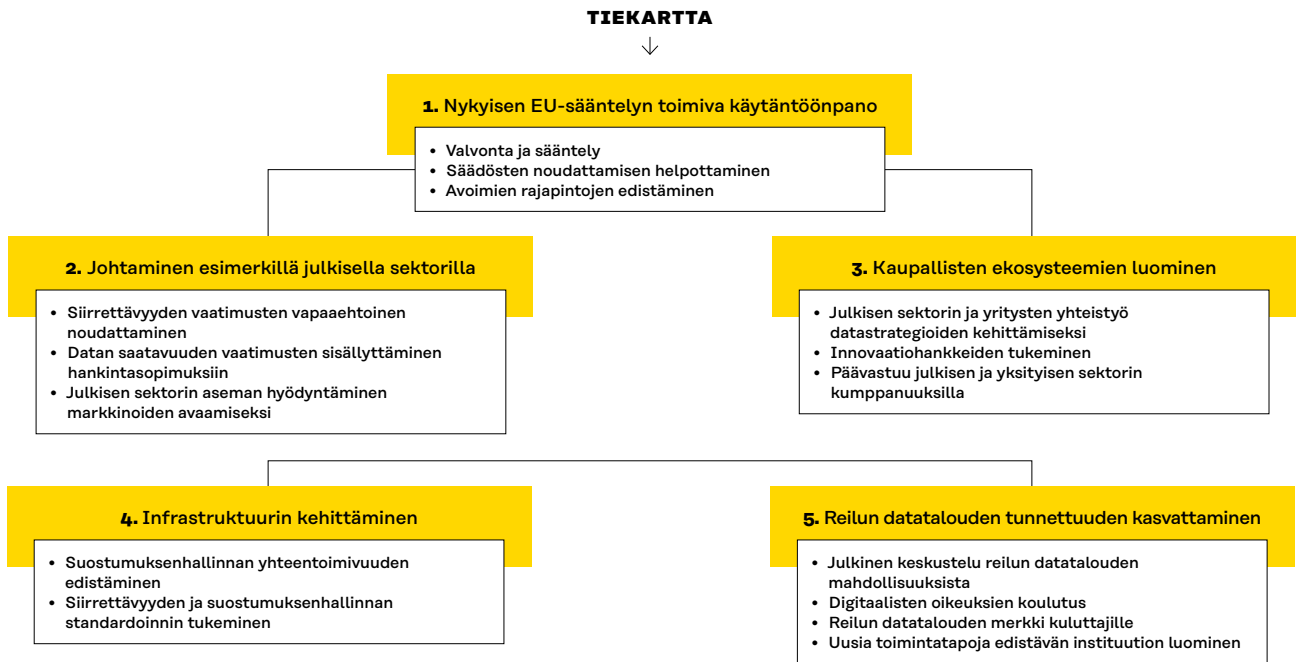 TIEKARTTA
1. Nykyisen EU-sääntelyn toimiva käytäntöönpano
• Valvonta ja sääntely
• Säädösten noudattamisen helpottaminen
• Avoimien rajapintojen edistäminen
2. Johtaminen esimerkillä julkisella sektorilla
• Siirrettävyyden vaatimusten vapaaehtoinen
noudattaminen
• Datan saatavuuden vaatimusten sisällyttäminen
hankintasopimuksiin
• Julkisen sektorin aseman hyödyntäminen
markkinoiden avaamiseksi
3. Kaupallisten ekosysteemien luominen
• Julkisen sektorin ja yritysten yhteistyö
datastrategioiden kehittämiseksi
• Innovaatiohankkeiden tukeminen
• Päävastuu julkisen ja yksityisen sektorin
kumppanuuksilla
4. Infrastruktuurin kehittäminen
• Suostumuksenhallinnan yhteentoimivuuden
edistäminen
• Siirrettävyyden ja suostumuksenhallinnan
standardoinnin tukeminen
5. Reilun datatalouden tunnettuuden kasvattaminen
• Julkinen keskustelu reilun datatalouden
mahdollisuuksista
• Digitaalisten oikeuksien koulutus
• Reilun datatalouden merkki kuluttajille
• Uusia toimintatapoja edistävän instituution luominen